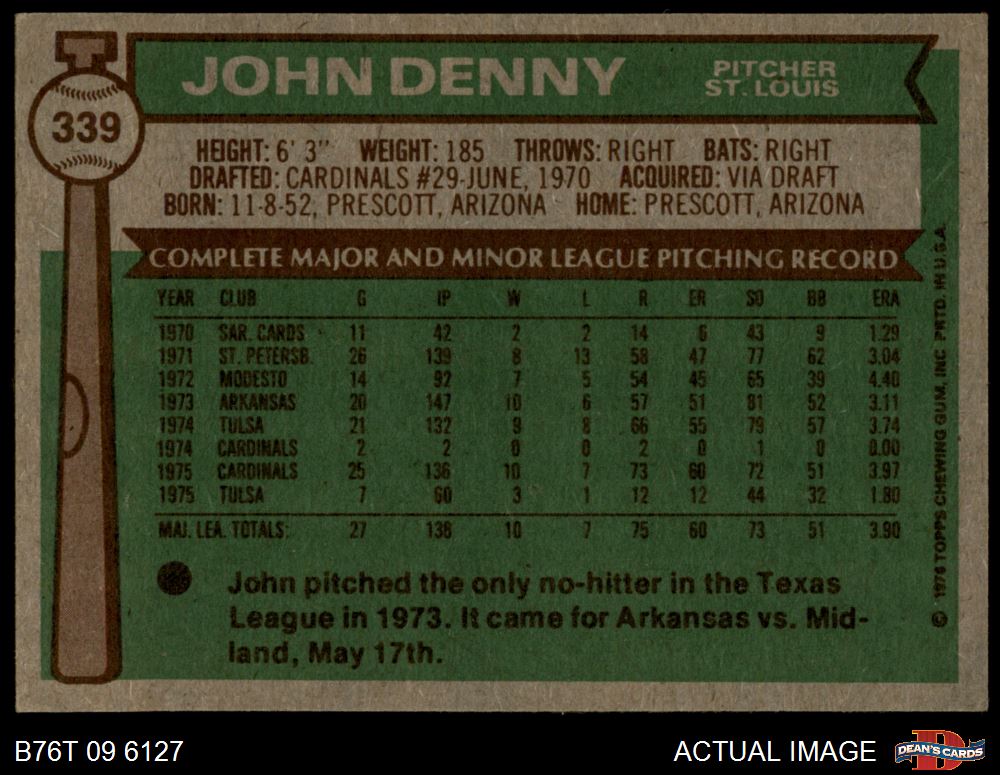 JOHN DENNY PITCHER
ST. LOUIS
339
HEIGHT: 6' 3" WEIGHT: 185 THROWS: RIGHT BATS: RIGHT
DRAFTED: CARDINALS #29-JUNE, 1970 ACQUIRED: VIA DRAFT
BORN: 11-8-52, PRESCOTT, ARIZONA HOME: PRESCOTT, ARIZONA
COMPLETE MAJOR AND MINOR LEAGUE PITCHING RECORD
YEAR CLUB G IP W L R ER SO BB ERA
1970 SAR. CARDS 11 42 2 2 14 6 43 9 1.29
1971 ST. PETERSB. 26 139 8 13 58 47 77 62 3.04
1972 MODESTO 14 92 7 5 54 45 65 39 4.40
1973 ARKANSAS 20 147 10 6 57 51 81 52 3.11
1974 TULSA 21 132 9 8 66 55 79 57 3.74
1974 CARDINALS 2 2 0 0 2 0 1 0 0.00
1975 CARDINALS 25 136 10 7 73 60 72 51 3.97
1975 TULSA 7 60 3 1 12 12 44 32 1.80
MAJ. LEA. TOTALS: 27 138 10 7 75 60 73 51 3.90
John pitched the only no-hitter in the Texas
League in 1973. It came for Arkansas vs. Mid-
land, May 17th.
© 1976 TOPPS CHEWING GUM, INC. PRTD. IN U.S.A.
B76T 09 6127
ACTUAL IMAGE
DEAN'S CARDS